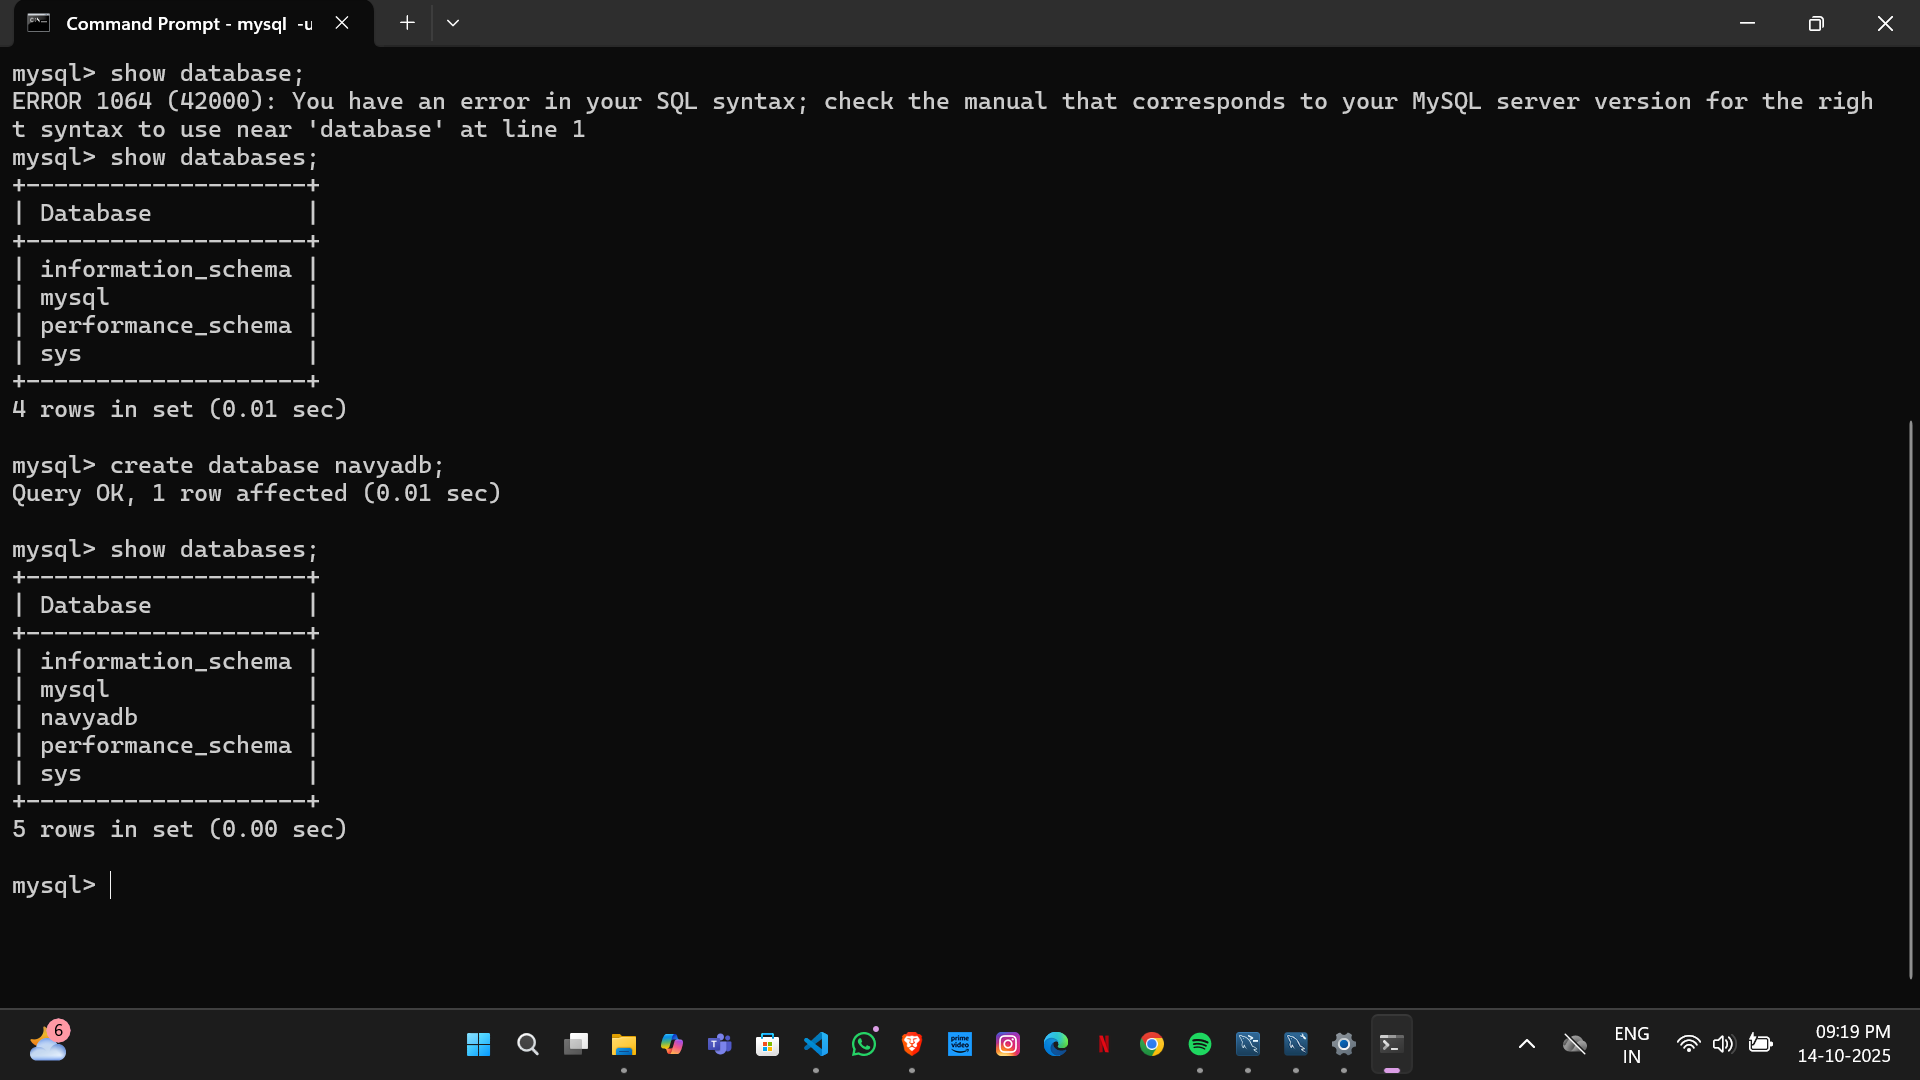 Command Prompt - mysql  -u
mysql> show database;
ERROR 1064 (42000): You have an error in your SQL syntax; check the manual that corresponds to your MySQL server version for the righ
t syntax to use near 'database' at line 1
mysql> show databases;
+--------------------+
| Database           |
+--------------------+
| information_schema |
| mysql              |
| performance_schema |
| sys                |
+--------------------+
4 rows in set (0.01 sec)
mysql> create database navyadb;
Query OK, 1 row affected (0.01 sec)
mysql> show databases;
+--------------------+
| Database           |
+--------------------+
| information_schema |
| mysql              |
| navyadb            |
| performance_schema |
| sys                |
+--------------------+
5 rows in set (0.00 sec)
mysql>
6
prime video
N
ENG
IN
09:19 PM
14-10-2025